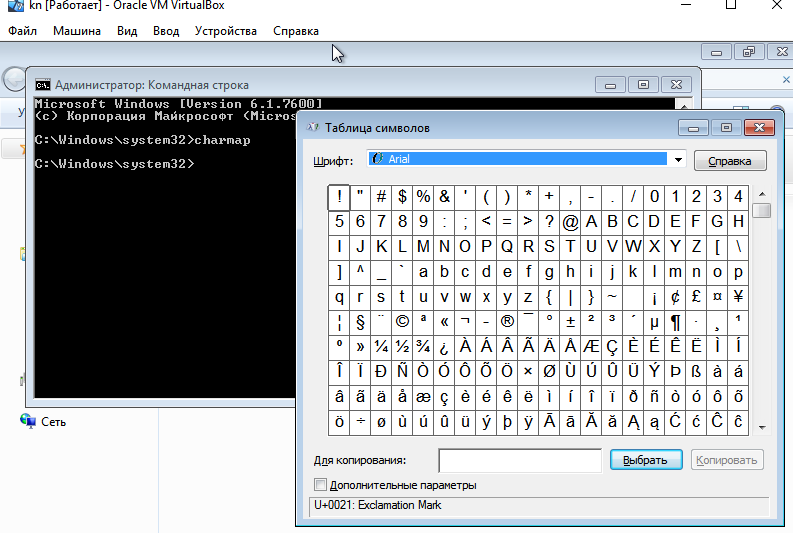 kn [Работает] - Oracle VM VirtualBox
Файл Машина Вид Ввод Устройства Справка
Администратор: Командная строка
Microsoft Windows [Version 6.1.7600]
(c) Корпорация Майкрософт (Micros
C:\Windows\system32>charmap
C:\Windows\system32>
Сеть
Таблица символов
Шрифт: Arial Справка
! " # $ % & ' ( ) * + , - . / 0 1 2 3 4
5 6 7 8 9 : ; < = > ? @ A B C D E F G H
I J K L M N O P Q R S T U V W X Y Z [ \
] ^ _ ` a b c d e f g h i j k l m n o p
q r s t u v w x y z { | } ~ ¡ ¢ £ ¤ ¥
¦ § ¨ © ª « ¬ - ® ¯ ° ± ² ³ ´ µ ¶ · ¸ ¹
º » ¼ ½ ¾ ¿ À Á Â Ã Ä Å Æ Ç È É Ê Ë Ì Í
Î Ï Ð Ñ Ò Ó Ô Õ Ö × Ø Ù Ú Û Ü Ý Þ ß à á
â ã ä å æ ç è é ê ë ì í î ï ð ñ ò ó ô õ
ö ÷ ø ù ú û ü ý þ ÿ Ā ā Ă ă Ą ą Ć ć Ĉ ĉ
Для копирования: Выбрать Копировать
Дополнительные параметры
U+0021: Exclamation Mark